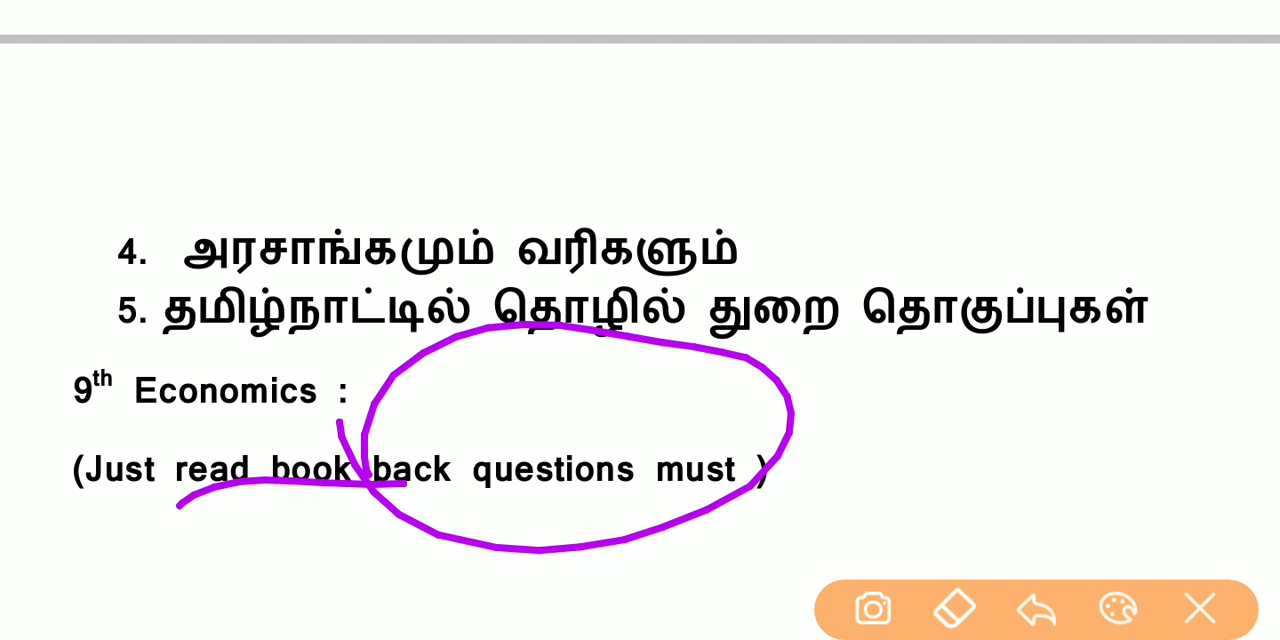 4. அரசாங்கமும் வரிகளும்
5. தமிழ்நாட்டில் தொழில் துறை தொகுப்புகள்
9th Economics :
(Just read book back questions must )